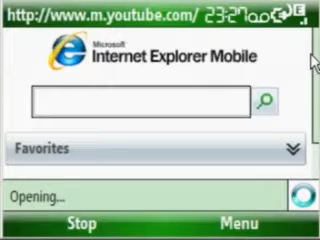 http://www.m.youtube.com/ 23:27 E
Microsoft
Internet Explorer Mobile
Favorites
Opening...
Stop Menu